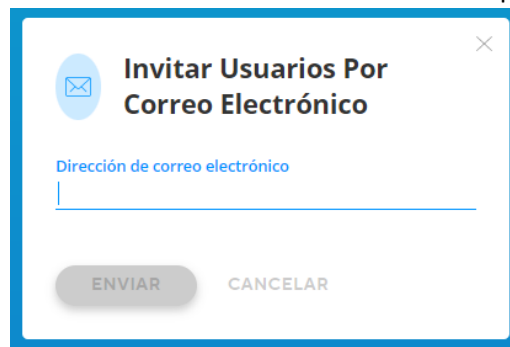 Invitar Usuarios Por
Correo Electrónico
Dirección de correo electrónico
ENVIAR CANCELAR